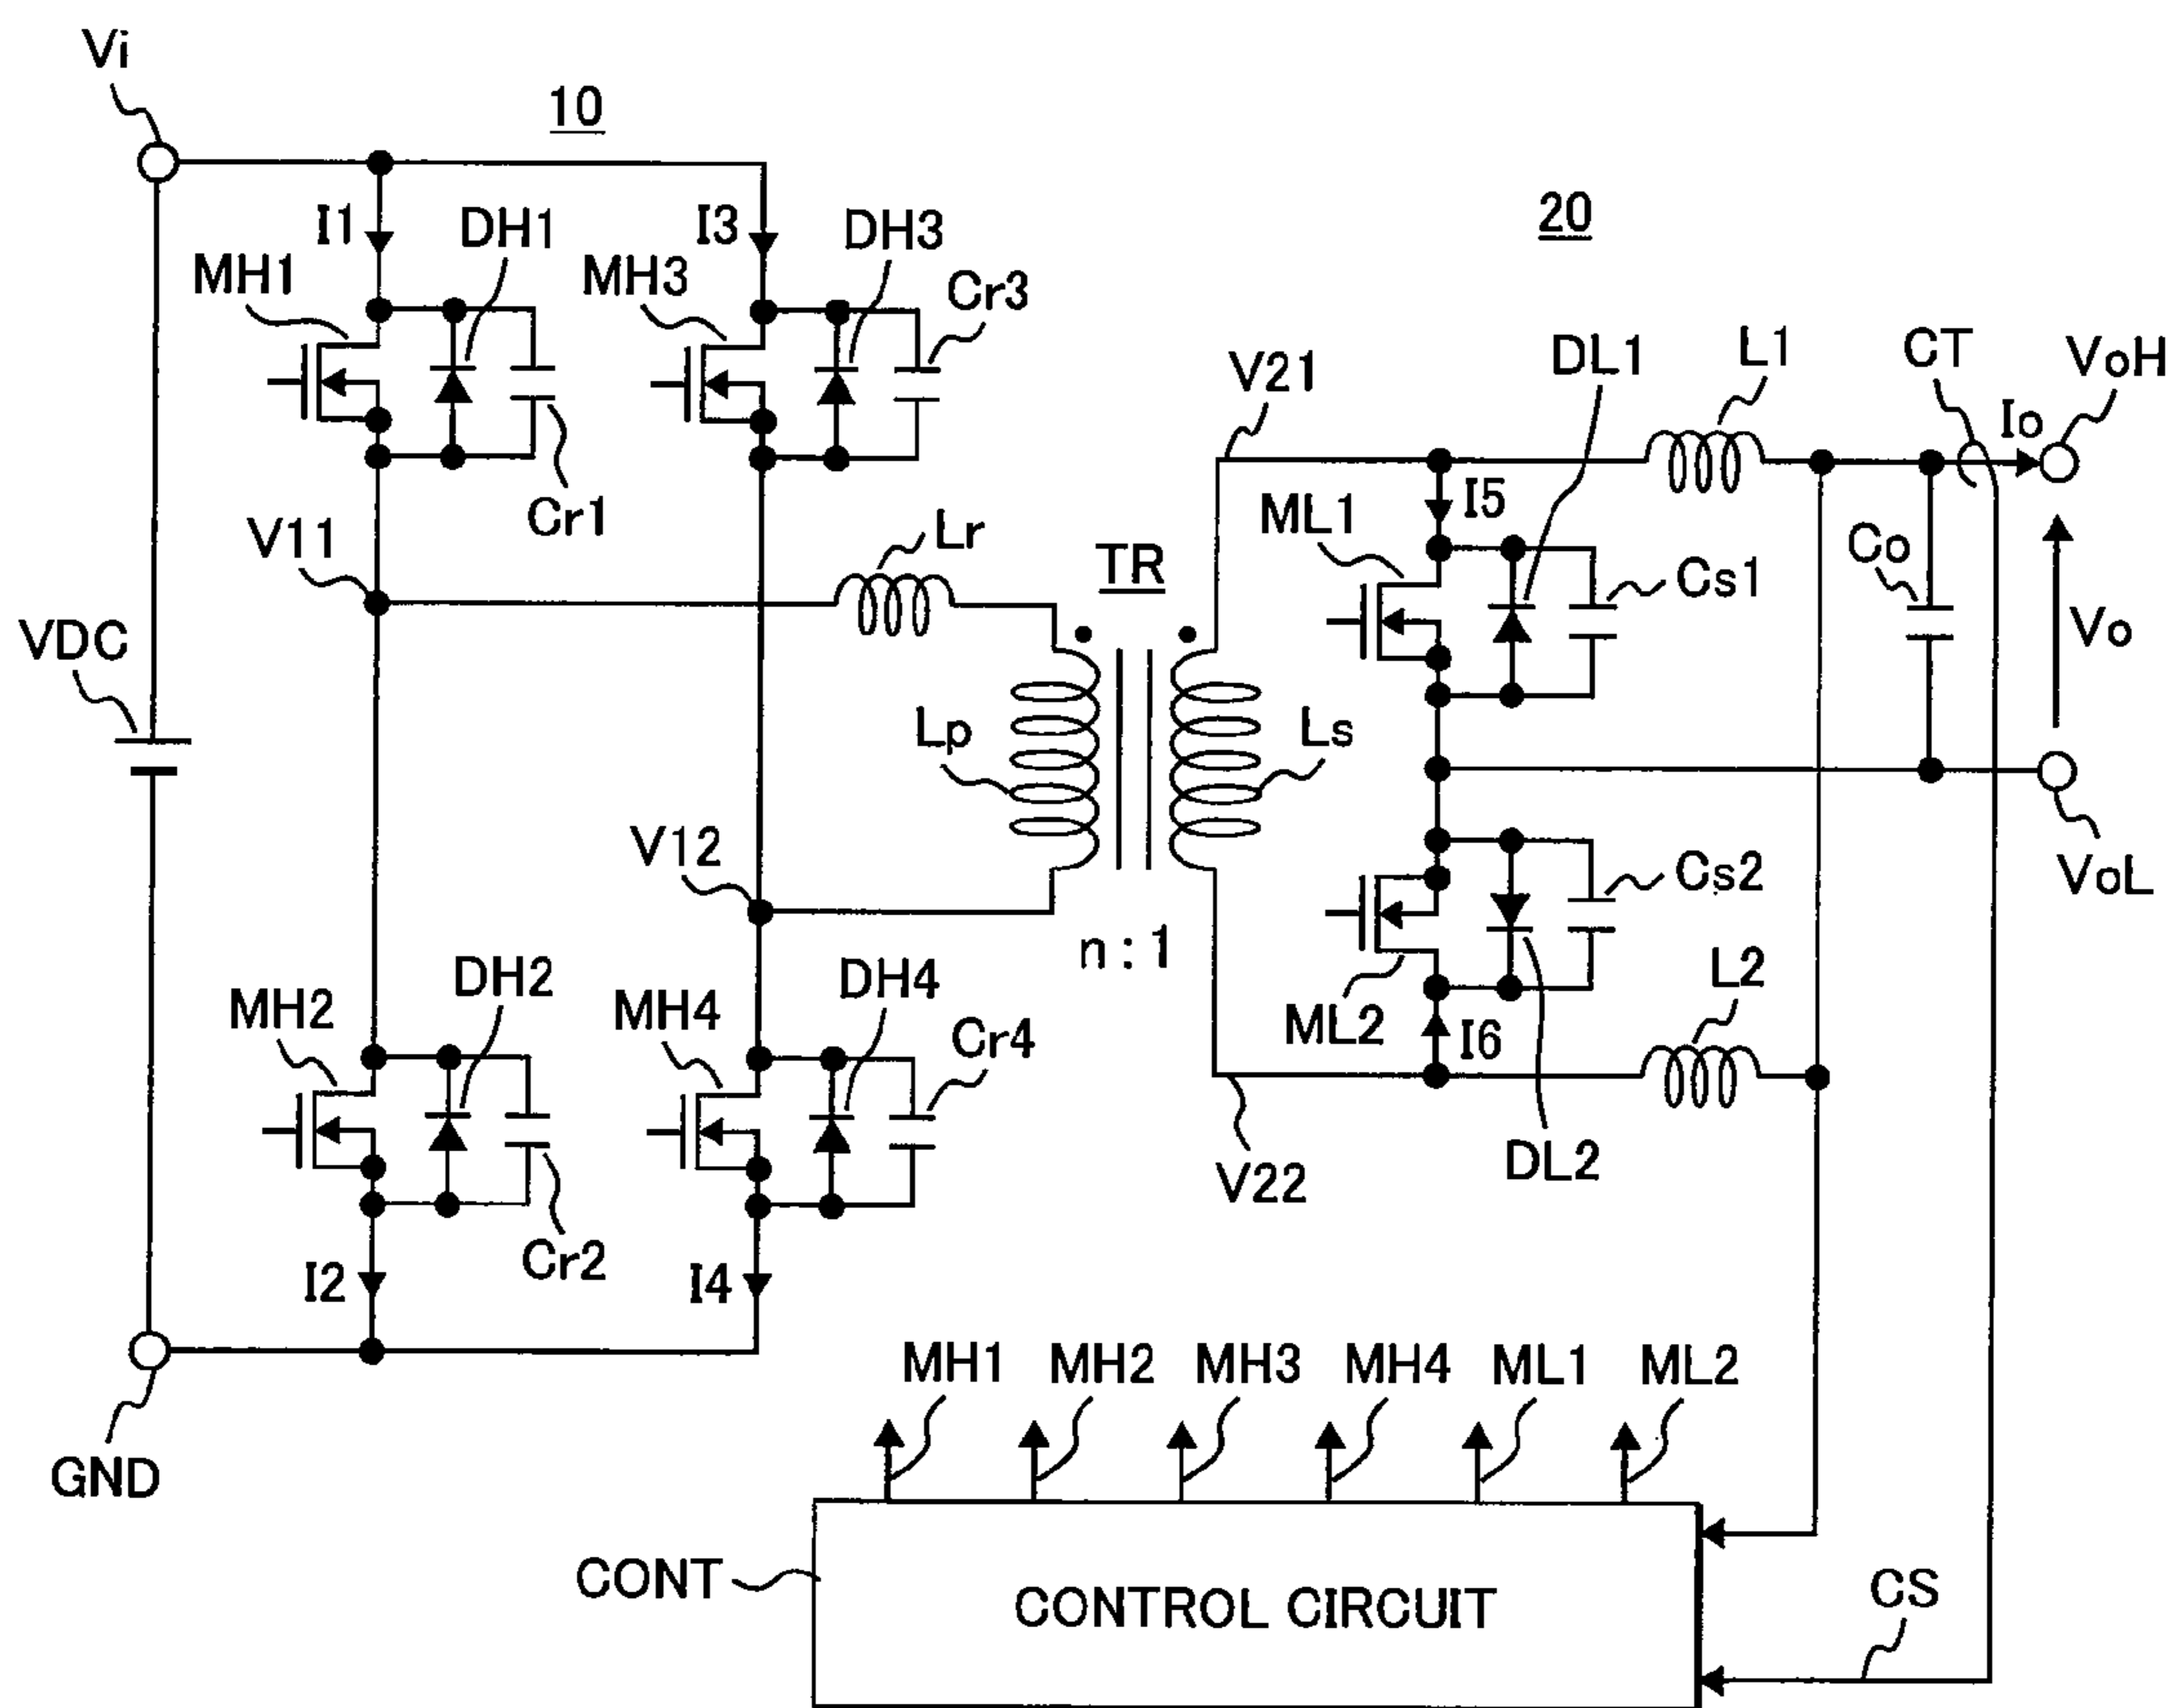 Vi
10
20
I1
DH1
I3
DH3
MH1
MH3
Cr3
V21
DL1
L1
CT
VoH
Io
Cr1
V11
Lr
ML1
I5
TR
Cs1
Co
Vo
VDC
Lp
Ls
V12
n : 1
Cs2
VoL
MH2
DH2
MH4
DH4
Cr4
ML2
I6
L2
V22
DL2
Cr2
I2
I4
GND
MH1
MH2
MH3
MH4
ML1
ML2
CONT
CONTROL CIRCUIT
CS